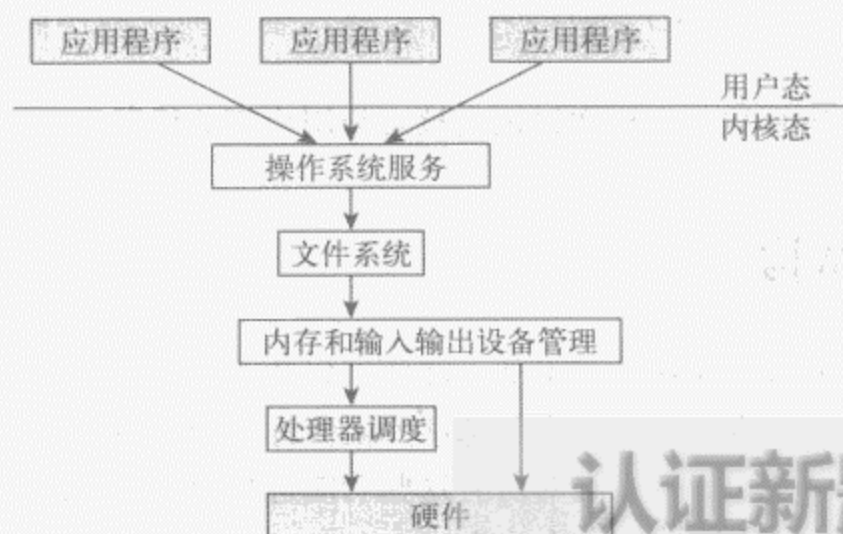 应用程序
应用程序
应用程序
用户态
内核态
操作系统服务
文件系统
内存和输入输出设备管理
处理器调度
硬件
认证新